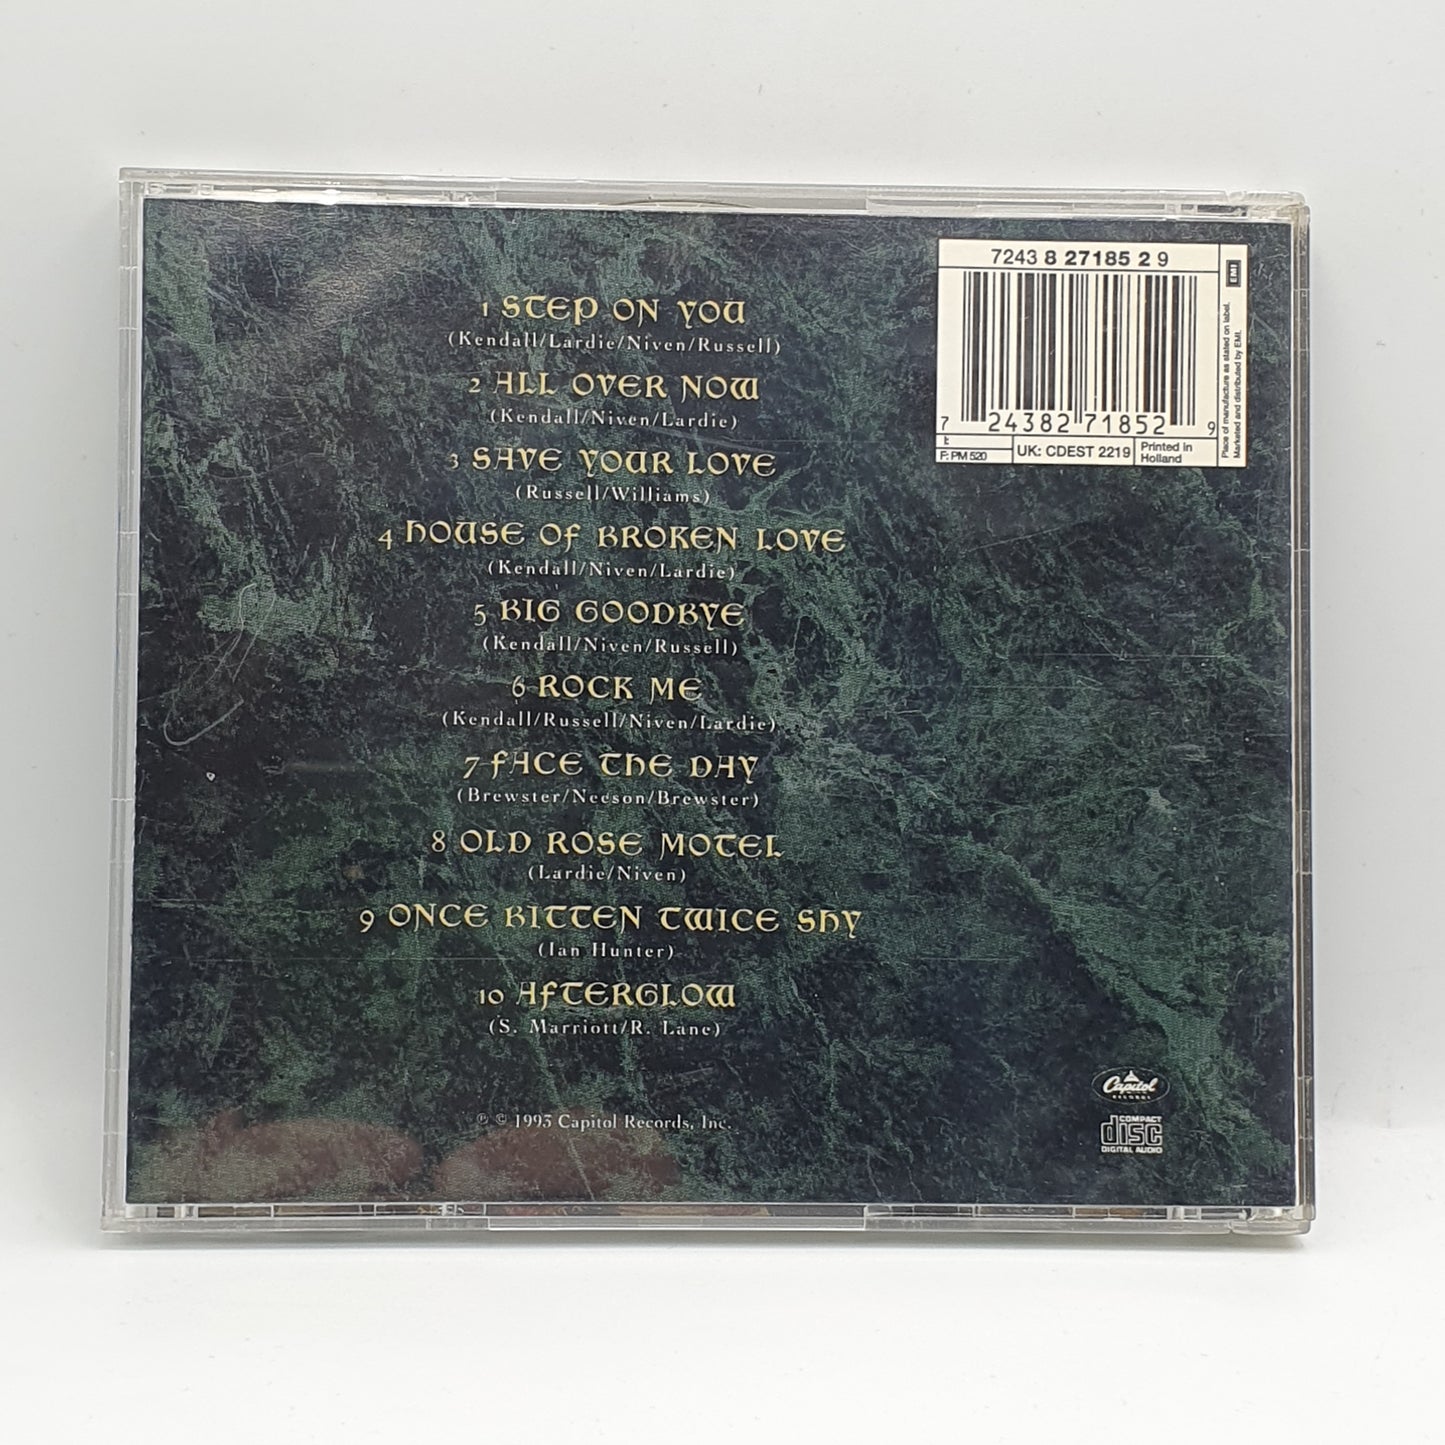 1 STEP ON YOU
(Kendall/Lardie/Niven/Russell)
2 ALL OVER NOW
(Kendall/Niven/Lardie)
3 SAVE YOUR LOVE
(Russell/Williams)
4 HOUSE OF BROKEN LOVE
(Kendall/Niven/Lardie)
5 BIG GOODBYE
(Kendall/Niven/Russell)
6 ROCK ME
(Kendall/Russell/Niven/Lardie)
7 FACE THE DAY
(Brewster/Neeson/Brewster)
8 OLD ROSE MOTEL
(Lardie/Niven)
9 ONCE BITTEN TWICE SHY
(Ian Hunter)
10 AFTERGLOW
(S. Marriott/R. Lane)
℗ © 1993 Capitol Records, Inc.
7243 8 27185 2 9
7 24382 71852 9
F: PM 520
UK: CDEST 2219
Printed in
Holland
EMI
Place of manufacture as stated on label.
Marketed and distributed by EMI.
Capitol
RECORDS
COMPACT
disc
DIGITAL AUDIO